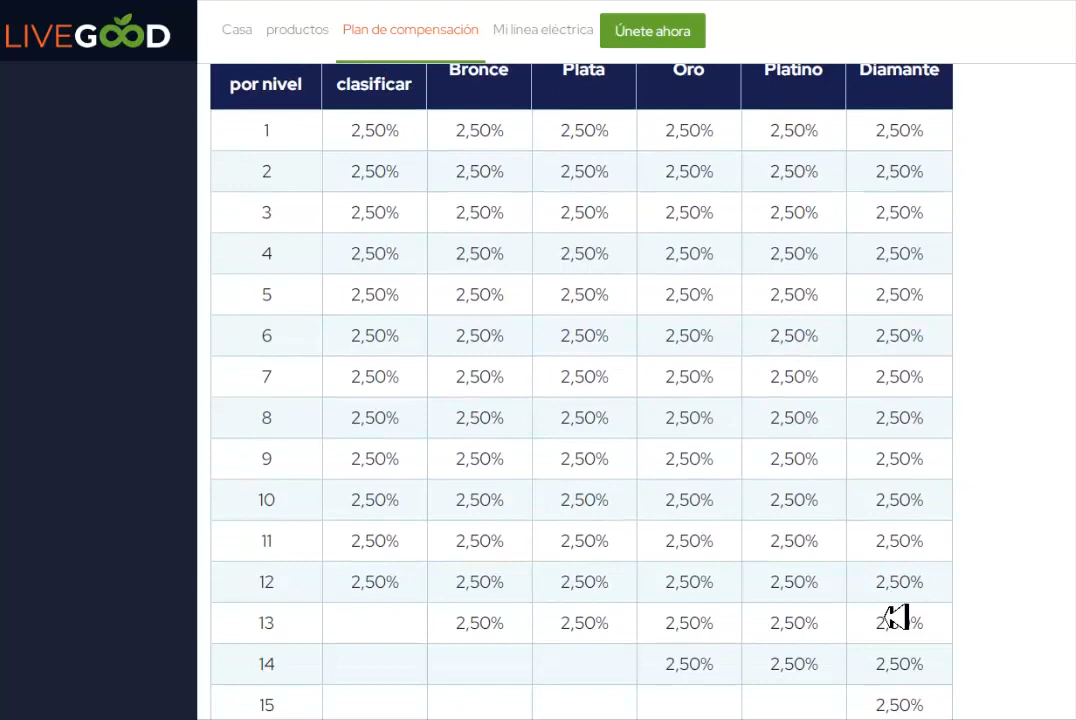 LIVEGOOD
Casa productos Plan de compensación Mi linea eléctrica Únete ahora
por nivel clasificar Bronce Plata Oro Platino Diamante
1 2,50% 2,50% 2,50% 2,50% 2,50% 2,50%
2 2,50% 2,50% 2,50% 2,50% 2,50% 2,50%
3 2,50% 2,50% 2,50% 2,50% 2,50% 2,50%
4 2,50% 2,50% 2,50% 2,50% 2,50% 2,50%
5 2,50% 2,50% 2,50% 2,50% 2,50% 2,50%
6 2,50% 2,50% 2,50% 2,50% 2,50% 2,50%
7 2,50% 2,50% 2,50% 2,50% 2,50% 2,50%
8 2,50% 2,50% 2,50% 2,50% 2,50% 2,50%
9 2,50% 2,50% 2,50% 2,50% 2,50% 2,50%
10 2,50% 2,50% 2,50% 2,50% 2,50% 2,50%
11 2,50% 2,50% 2,50% 2,50% 2,50% 2,50%
12 2,50% 2,50% 2,50% 2,50% 2,50% 2,50%
13 2,50% 2,50% 2,50% 2,50%
14 2,50% 2,50% 2,50%
15 2,50%